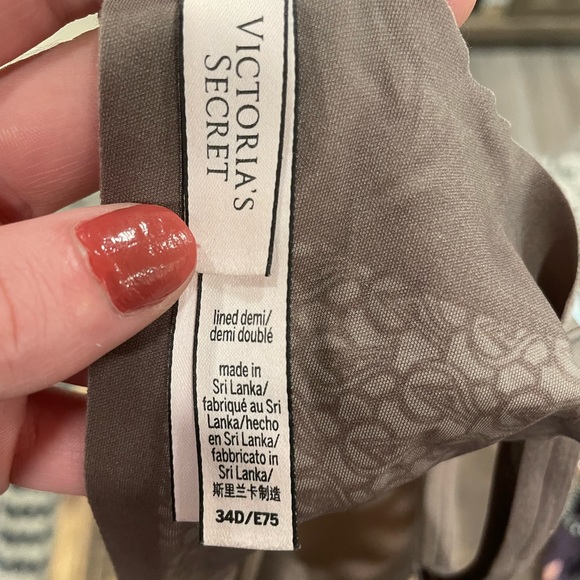 VICTORIA'S
SECRET
lined demi/
demi doublé
made in
Sri Lanka/
fabriqué au Sri
Lanka/hecho
en Sri Lanka/
fabbricato in
Sri Lanka/
斯里兰卡制造
34D/E75